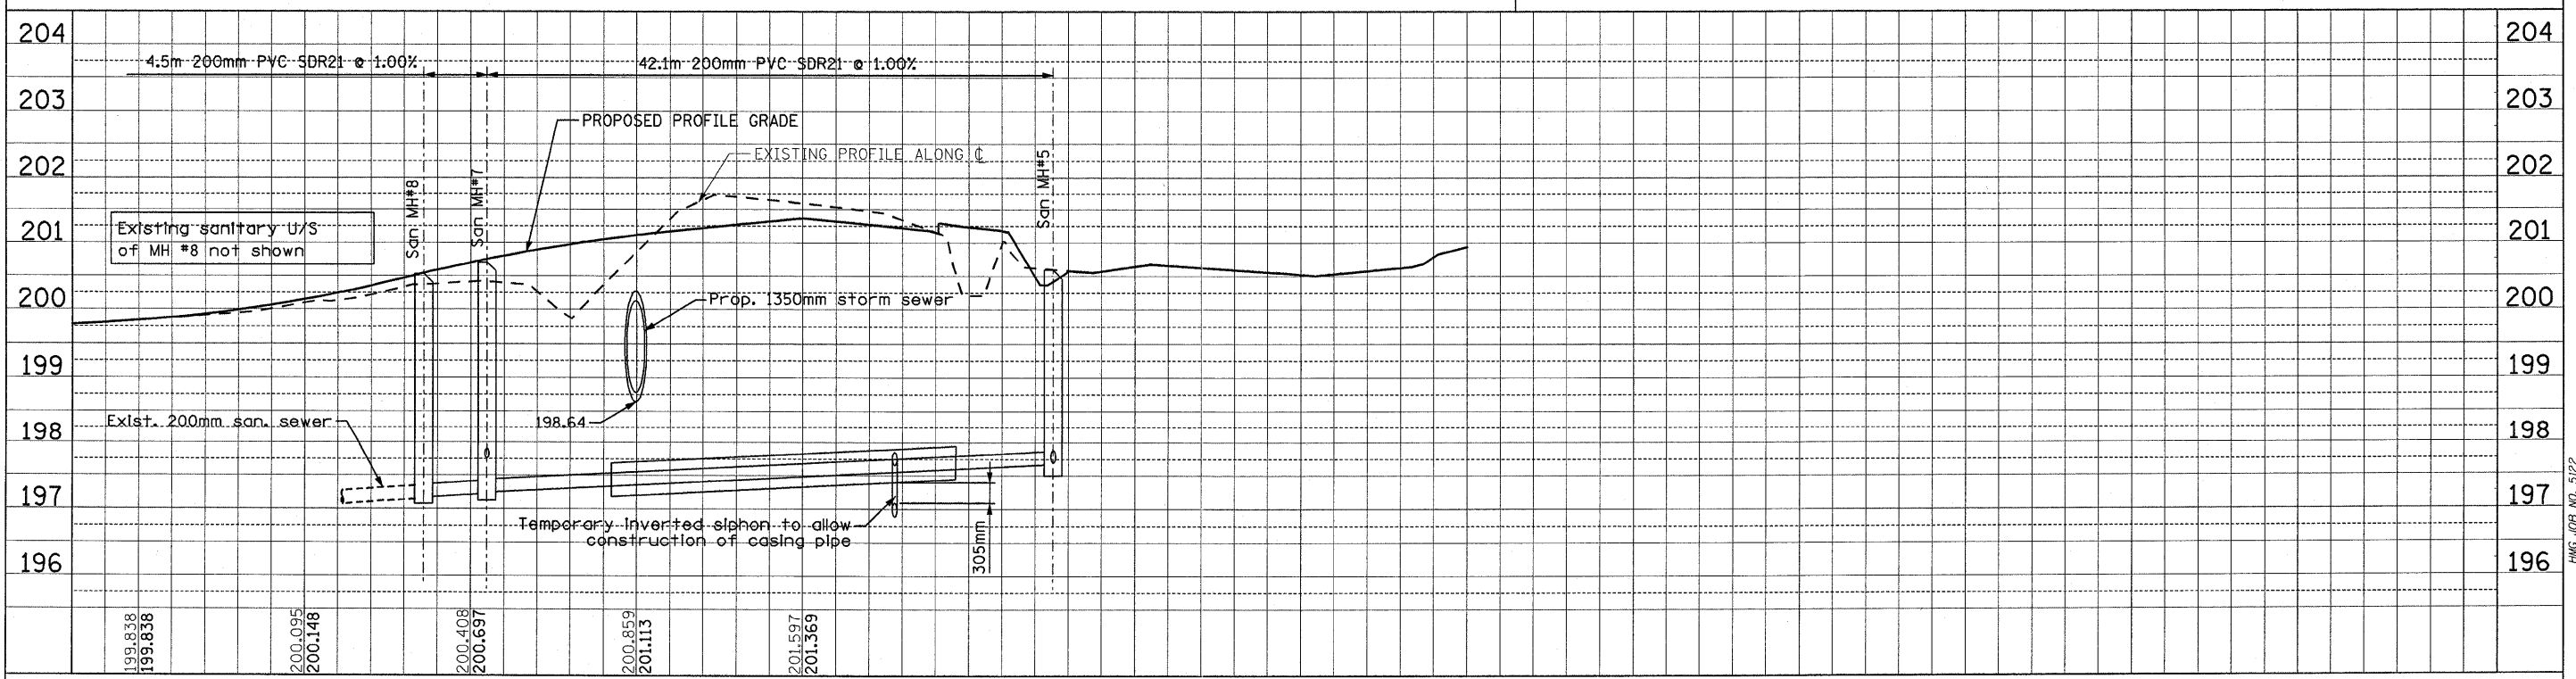 204
204
4.5m 200mm PVC SDR21 @ 1.00%
42.1m 200mm PVC SDR21 @ 1.00%
203
203
PROPOSED PROFILE GRADE
EXISTING PROFILE ALONG ℄
202
202
San MH#8
San MH#7
San MH#5
201
201
Existing sanitary U/S
of MH #8 not shown
200
200
Prop. 1350mm storm sewer
199
199
Exist. 200mm san. sewer
198.64
198
198
197
197
Temporary inverted siphon to allow
construction of casing pipe
305mm
196
196
199.838
199.838
200.095
200.148
200.408
200.697
200.859
201.113
201.597
201.369
HMG JOB NO. 5122